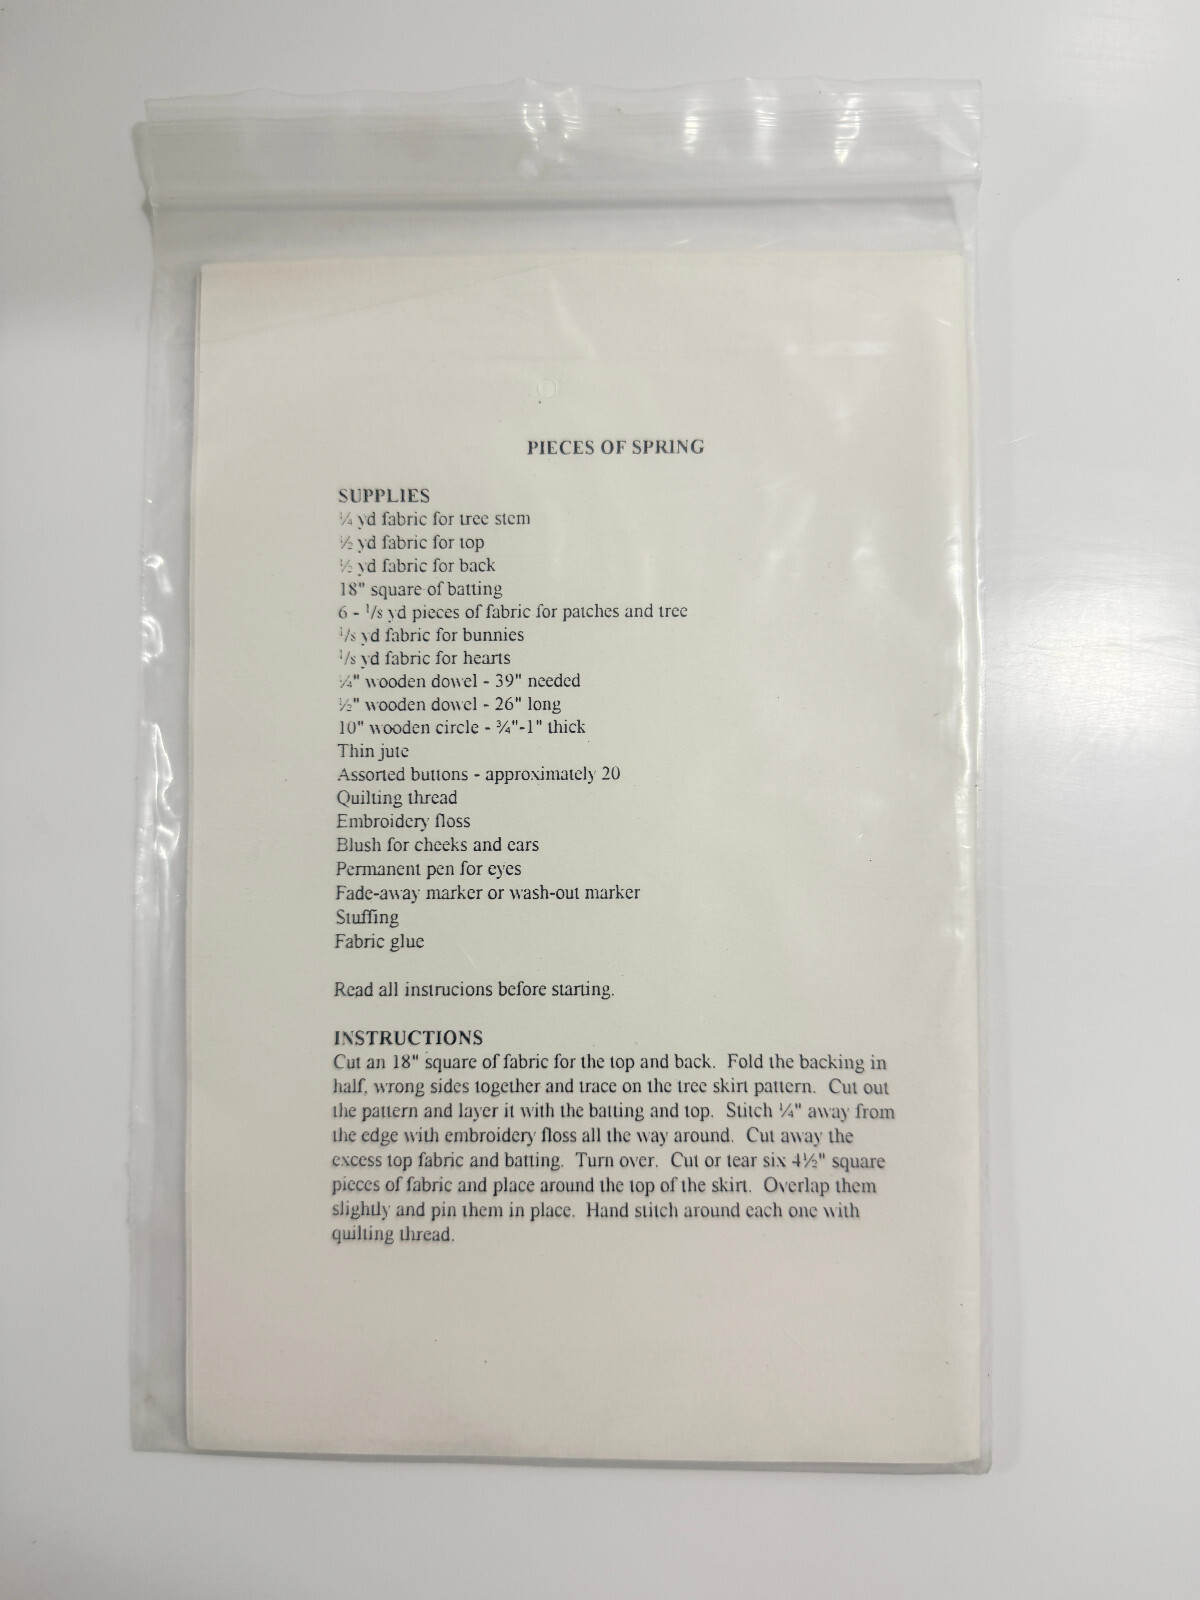 PIECES OF SPRING
SUPPLIES
¼ yd fabric for tree stem
½ yd fabric for top
½ yd fabric for back
18" square of batting
6 - 1/8 yd pieces of fabric for patches and tree
1/8 yd fabric for bunnies
1/8 yd fabric for hearts
¼" wooden dowel - 39" needed
½" wooden dowel - 26" long
10" wooden circle - ¾"-1" thick
Thin jute
Assorted buttons - approximately 20
Quilting thread
Embroidery floss
Blush for cheeks and ears
Permanent pen for eyes
Fade-away marker or wash-out marker
Stuffing
Fabric glue
Read all instrucions before starting.
INSTRUCTIONS
Cut an 18" square of fabric for the top and back. Fold the backing in
half, wrong sides together and trace on the tree skirt pattern. Cut out
the pattern and layer it with the batting and top. Stitch ¼" away from
the edge with embroidery floss all the way around. Cut away the
excess top fabric and batting. Turn over. Cut or tear six 4½" square
pieces of fabric and place around the top of the skirt. Overlap them
slightly and pin them in place. Hand stitch around each one with
quilting thread.